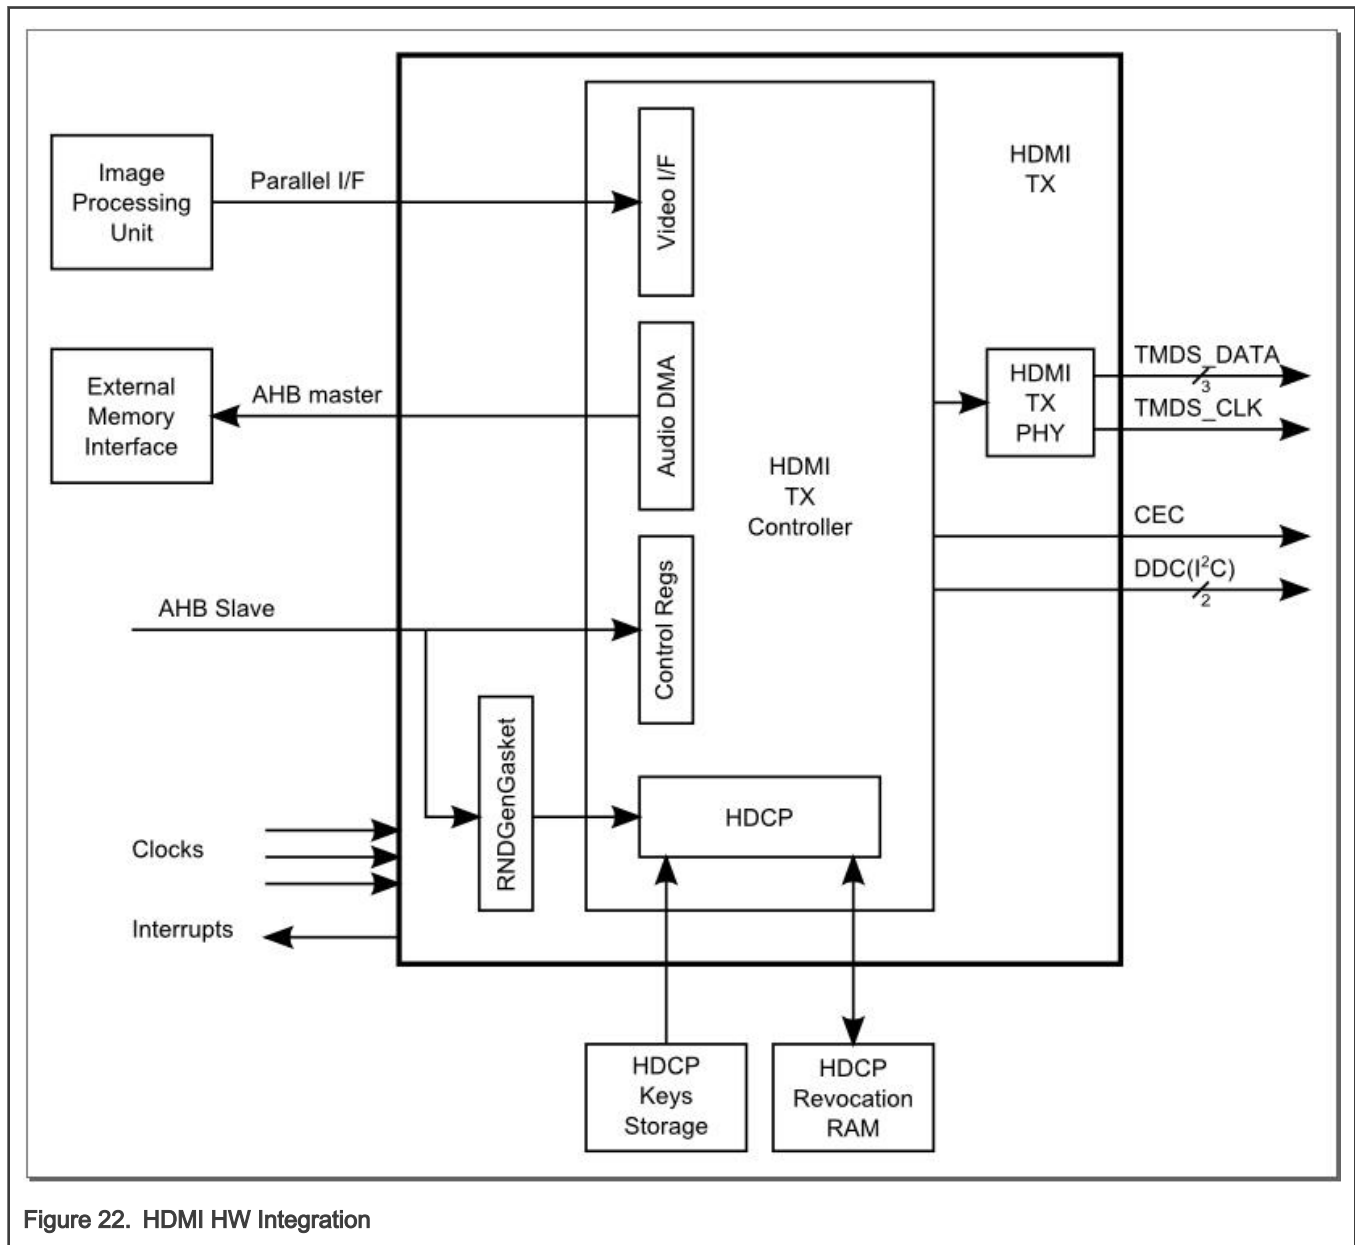 HDMI
TX
Image
Processing
Unit
Parallel I/F
Video I/F
External
Memory
Interface
AHB master
Audio DMA
HDMI
TX
Controller
HDMI
TX
PHY
TMDS_DATA
3
TMDS_CLK
CEC
DDC(I²C)
2
AHB Slave
Control Regs
RNDGenGasket
HDCP
Clocks
Interrupts
HDCP
Keys
Storage
HDCP
Revocation
RAM
Figure 22. HDMI HW Integration